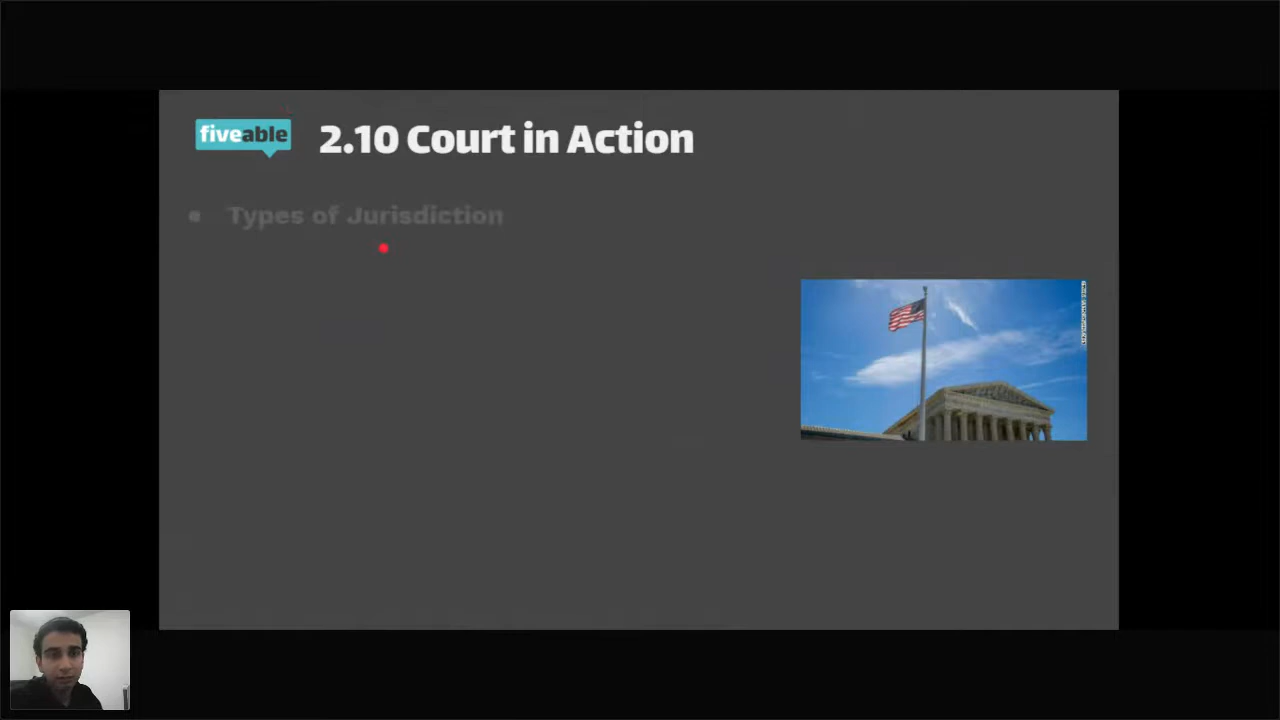 fiveable
2.10 Court in Action
• Types of Jurisdiction